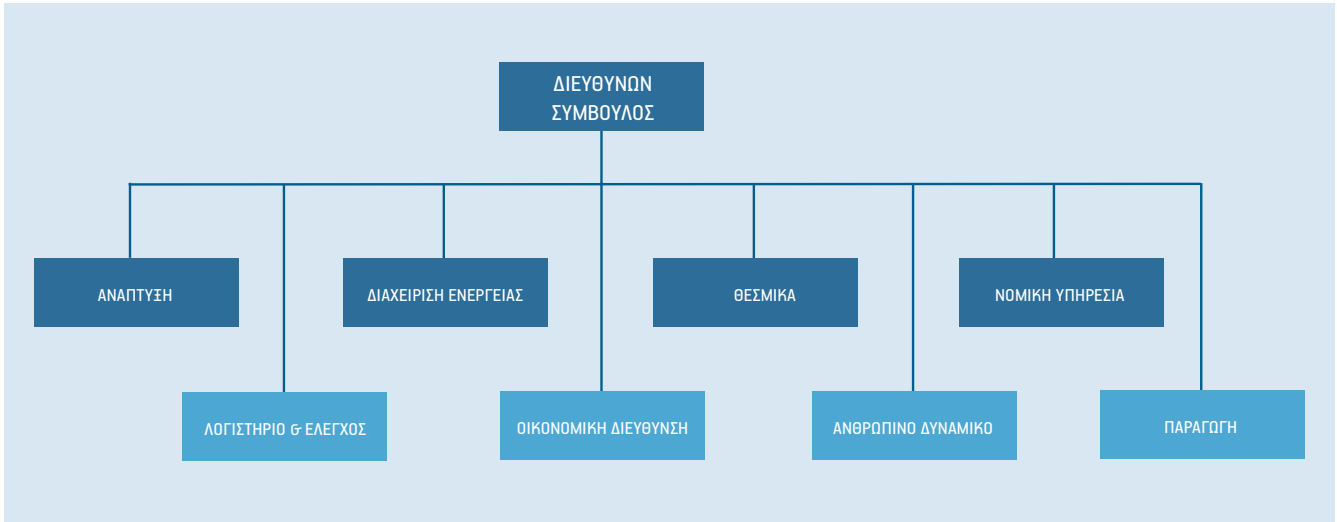 ΔΙΕΥΘΥΝΩΝ
ΣΥΜΒΟΥΛΟΣ
ΑΝΑΠΤΥΞΗ
ΔΙΑΧΕΙΡΙΣΗ ΕΝΕΡΓΕΙΑΣ
ΘΕΣΜΙΚΑ
ΝΟΜΙΚΗ ΥΠΗΡΕΣΙΑ
ΛΟΓΙΣΤΗΡΙΟ & ΕΛΕΓΧΟΣ
ΟΙΚΟΝΟΜΙΚΗ ΔΙΕΥΘΥΝΣΗ
ΑΝΘΡΩΠΙΝΟ ΔΥΝΑΜΙΚΟ
ΠΑΡΑΓΩΓΗ